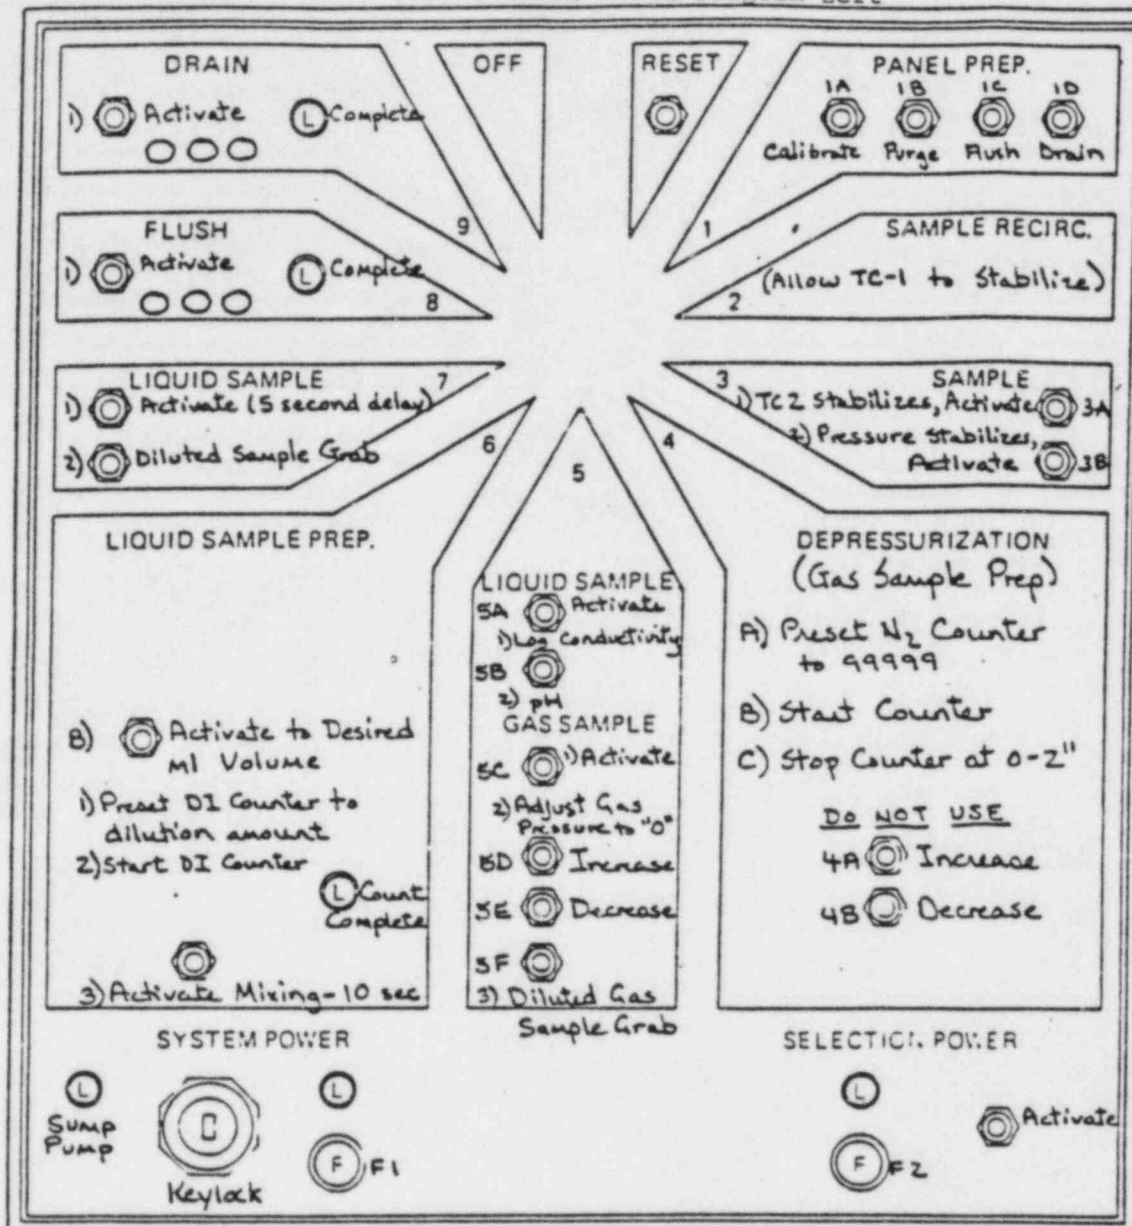 DRAIN
1) Activate
L Complete
OFF
RESET
PANEL PREP.
1A 1B 1C 1D
Calibrate Purge Flush Drain
9
1
FLUSH
1) Activate
L Complete
8
SAMPLE RECIRC.
(Allow TC-1 to Stabilize)
2
LIQUID SAMPLE
7
1) Activate (5 second delay)
2) Diluted Sample Grab
3
SAMPLE
1) TC2 Stabilizes, Activate 3A
2) Pressure Stabilizes,
Activate 3B
6
LIQUID SAMPLE PREP.
B) Activate to Desired
ml Volume
1) Preset DI Counter to
dilution amount
2) Start DI Counter
L Count
Complete
3) Activate Mixing - 10 sec
5
LIQUID SAMPLE
5A Activate
1) Log Conductivity
5B
2) pH
GAS SAMPLE
5C 1) Activate
2) Adjust Gas
Pressure to "0"
5D Increase
5E Decrease
5F
3) Diluted Gas
Sample Grab
4
DEPRESSURIZATION
(Gas Sample Prep)
A) Preset N2 Counter
to 99999
B) Start Counter
C) Stop Counter at 0-2"
DO NOT USE
4A Increase
4B Decrease
SYSTEM POWER
L
Sump
Pump
Keylock
L
F F1
SELECTION POWER
L
F F2
Activate